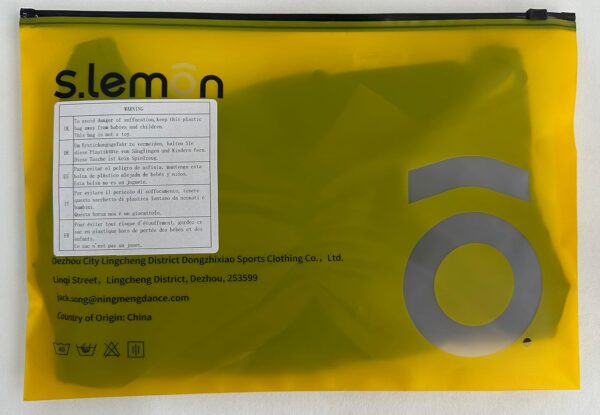 s.lemōn
WARNING
UK
To avoid danger of suffocation,keep this plastic
bag away from babies and children.
This bag is not a toy.
DE
Um Erstickungsgefahr zu vermeiden, halten Sie
diese Plastiktüte vom Säuglingen und Kindern fern.
Diese Tasche ist kein Spielzeug.
ES
Para evitar el peligro de asfixia, mantenga esta
bolsa de plástico alejada de bebés y niños.
Esta bolsa no es un juguete.
IT
Per evitare il pericolo di soffocamento, tenere
questo sacchetto di plastica lontano da neonati e
bambini.
Questa borsa non è un giocattolo.
FR
Pour éviter tout risque d'étouffement, gardez ce
sac en plastique hors de portée des bébés et des
enfants.
Ce sac n'est pas un jouet.
Dezhou City Lingcheng District Dongzhixiao Sports Clothing Co., Ltd.
Linqi Street, Lingcheng District, Dezhou, 253599
jack.song@ningmengdance.com
Country of Origin: China
40
ō